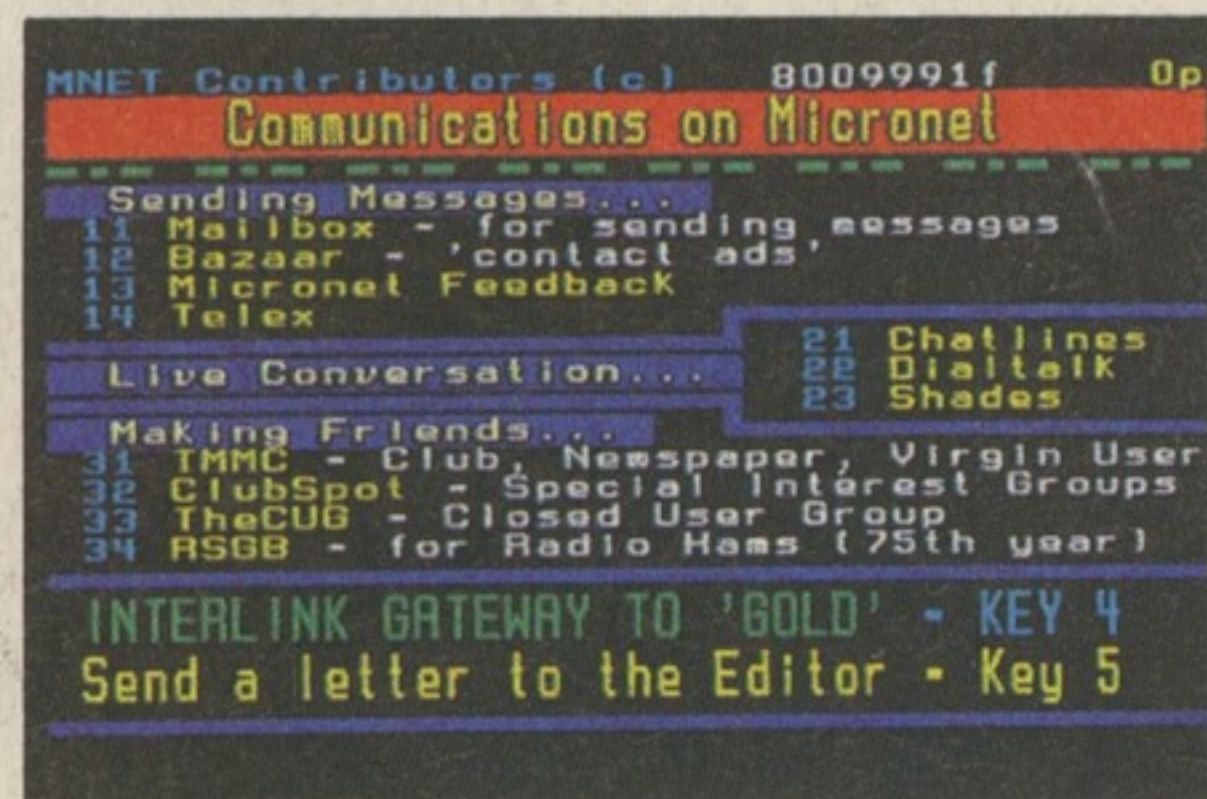 MNET Contributors (c) 8009991f 0p
Communications on Micronet
Sending Messages...
11 Mailbox - for sending messages
12 Bazaar - 'contact ads'
13 Micronet Feedback
14 Telex
21 Chatlines
Live Conversation... 22 Dialtalk
23 Shades
Making Friends...
31 TMMC - Club, Newspaper, Virgin User
32 ClubSpot - Special Interest Groups
33 TheCUG - Closed User Group
34 RSGB - for Radio Hams (75th year)
INTERLINK GATEWAY TO 'GOLD' - KEY 4
Send a letter to the Editor - Key 5